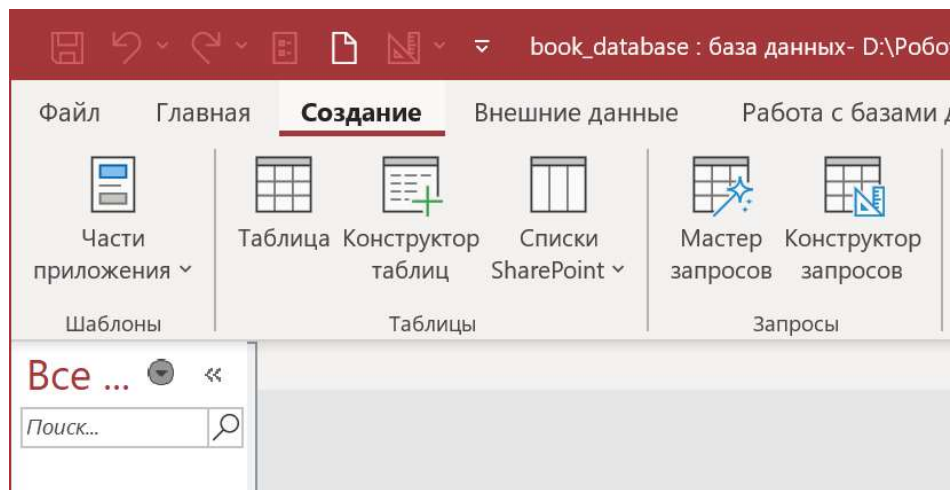 book_database : база данных- D:\Робо
Файл Главная Создание Внешние данные Работа с базами
Части приложения
Таблица
Конструктор таблиц
Списки SharePoint
Мастер запросов
Конструктор запросов
Шаблоны Таблицы Запросы
Все ...
Поиск...